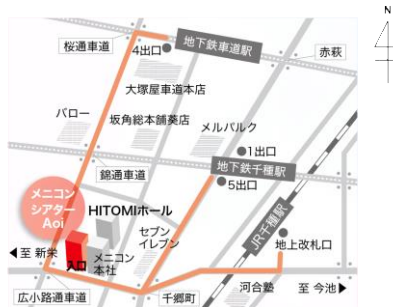 N
桜通車道
4出口
地下鉄車道駅
赤萩
大塚屋車道本店
バロー
坂角総本舗葵店
メルパルク
1出口
地下鉄千種駅
5出口
錦通車道
メニコン
シアター
Aoi
HITOMIホール
JR千種駅
地上改札口
セブン
イレブン
◀至 新栄
入口
メニコン
本社
広小路通車道
千郷町
河合塾
至 今池▶